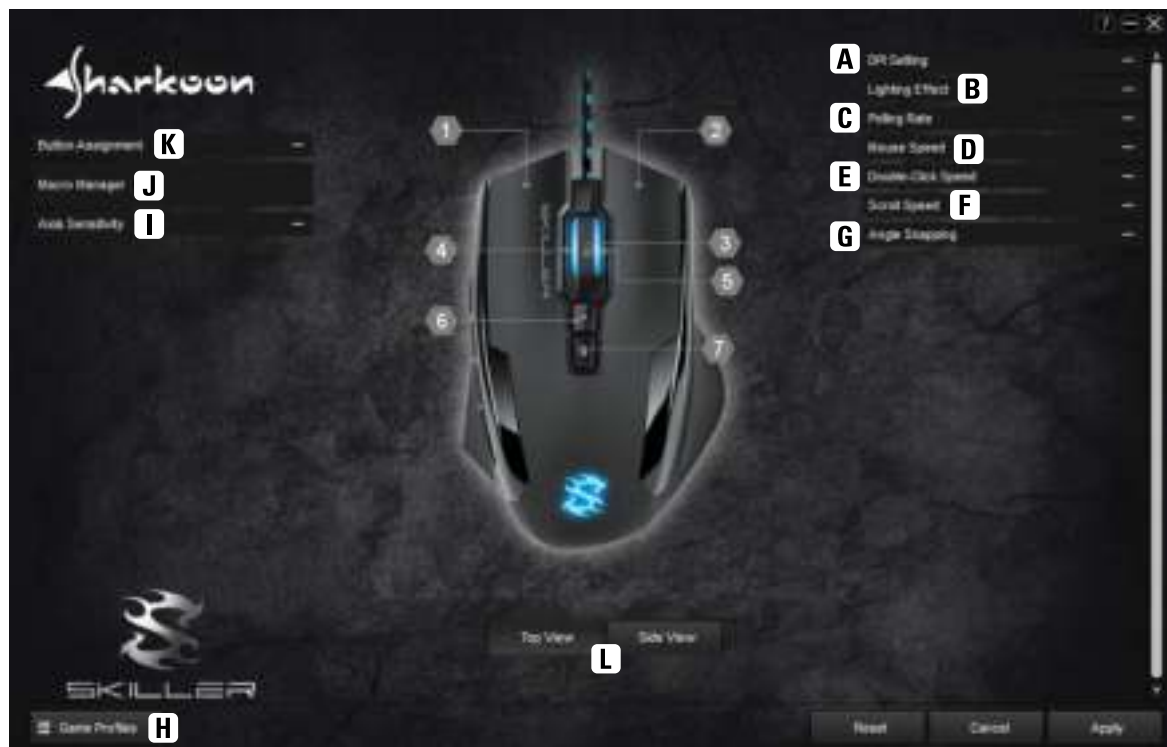 Sharkoon
Button Assignment K
Macro Manager J
Axis Sensitivity I
? – X
A DPI Setting
Lighting Effect B
C Polling Rate
Mouse Speed D
E Double-Click Speed
Scroll Speed F
G Angle Snapping
1
2
4
3
5
6
7
Top View Side View
L
SKILLER
Game Profiles H
Reset Cancel Apply